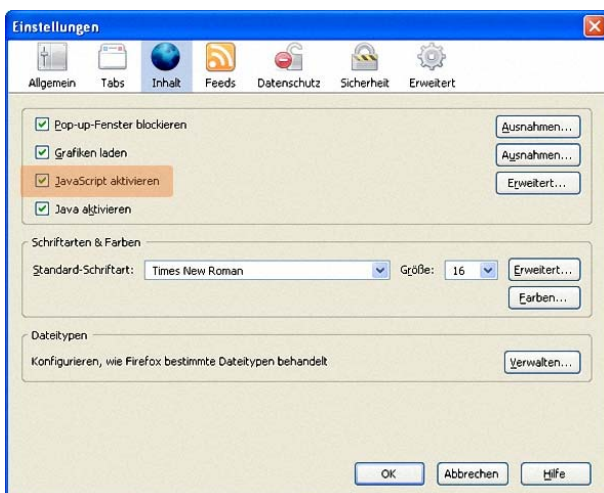 Einstellungen
Allgemein Tabs Inhalt Feeds Datenschutz Sicherheit Erweitert
Pop-up-Fenster blockieren Ausnahmen...
Grafiken laden Ausnahmen...
JavaScript aktivieren Erweitert...
Java aktivieren
Schriftarten & Farben
Standard-Schriftart: Times New Roman Größe: 16 Erweitert...
Farben...
Dateitypen
Konfigurieren, wie Firefox bestimmte Dateitypen behandelt Verwalten...
OK Abbrechen Hilfe